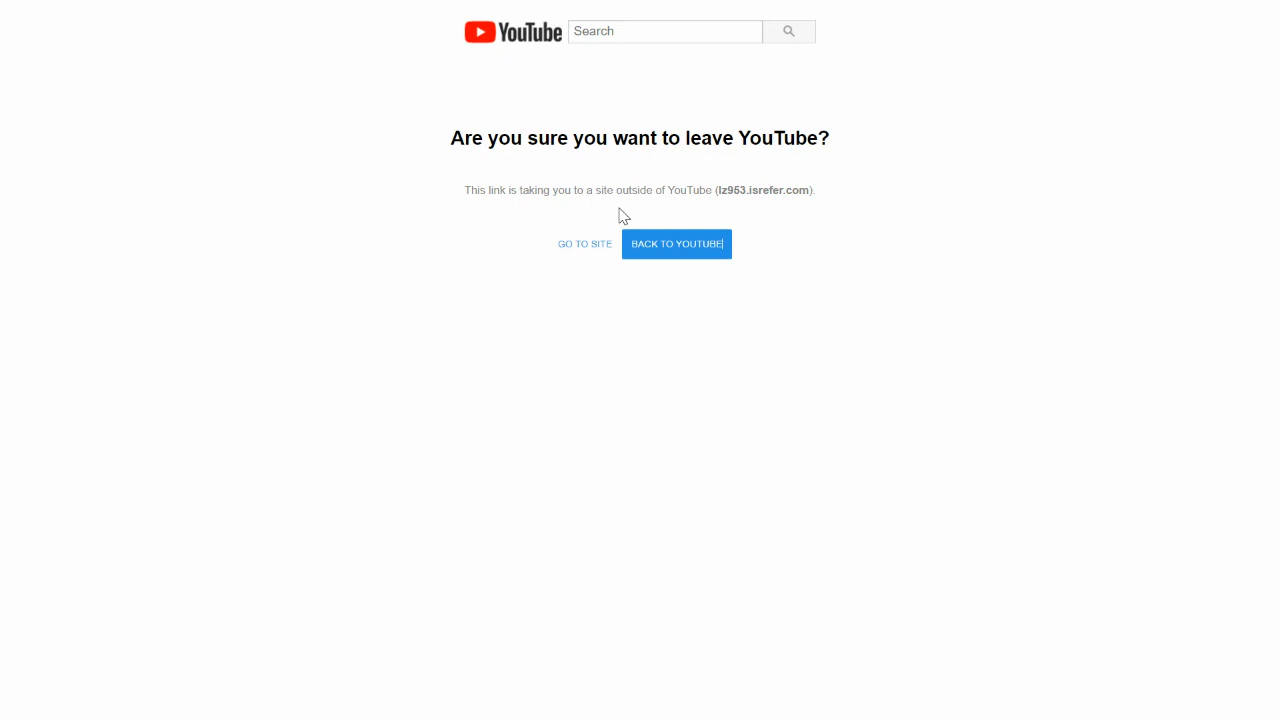 YouTube Search
Are you sure you want to leave YouTube?
This link is taking you to a site outside of YouTube (lz953.isrefer.com).
GO TO SITE BACK TO YOUTUBE